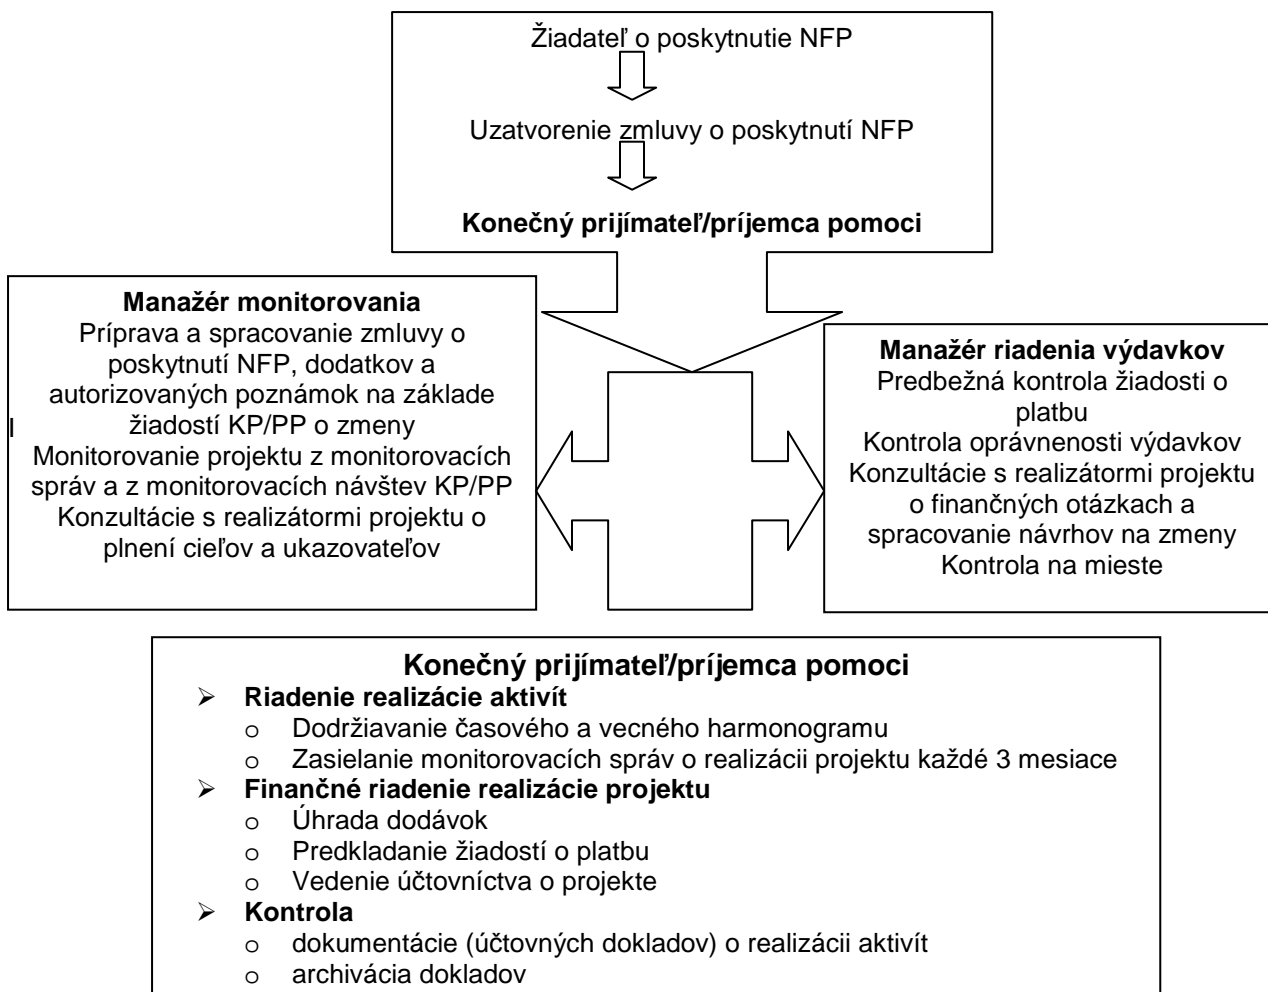 Žiadateľ o poskytnutie NFP
Uzatvorenie zmluvy o poskytnutí NFP
Konečný prijímateľ/príjemca pomoci
Manažér monitorovania
Príprava a spracovanie zmluvy o
poskytnutí NFP, dodatkov a
autorizovaných poznámok na základe
žiadostí KP/PP o zmeny
Monitorovanie projektu z monitorovacích
správ a z monitorovacích návštev KP/PP
Konzultácie s realizátormi projektu o
plnení cieľov a ukazovateľov
Manažér riadenia výdavkov
Predbežná kontrola žiadosti o
platbu
Kontrola oprávnenosti výdavkov
Konzultácie s realizátormi projektu
o finančných otázkach a
spracovanie návrhov na zmeny
Kontrola na mieste
Konečný prijímateľ/príjemca pomoci
➢ Riadenie realizácie aktivít
o Dodržiavanie časového a vecného harmonogramu
o Zasielanie monitorovacích správ o realizácii projektu každé 3 mesiace
➢ Finančné riadenie realizácie projektu
o Úhrada dodávok
o Predkladanie žiadostí o platbu
o Vedenie účtovníctva o projekte
➢ Kontrola
o dokumentácie (účtovných dokladov) o realizácii aktivít
o archivácia dokladov